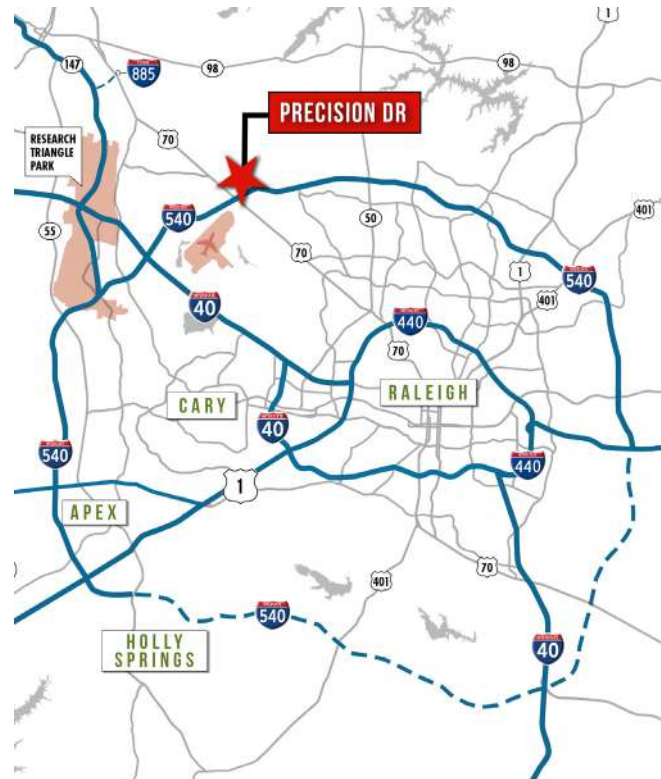 1
147
INTERSTATE
885
98
98
PRECISION DR
70
RESEARCH
TRIANGLE
PARK
55
540
50
401
70
1
540
401
40
440
70
RALEIGH
CARY
40
540
440
1
APEX
70
401
540
HOLLY
SPRINGS
40